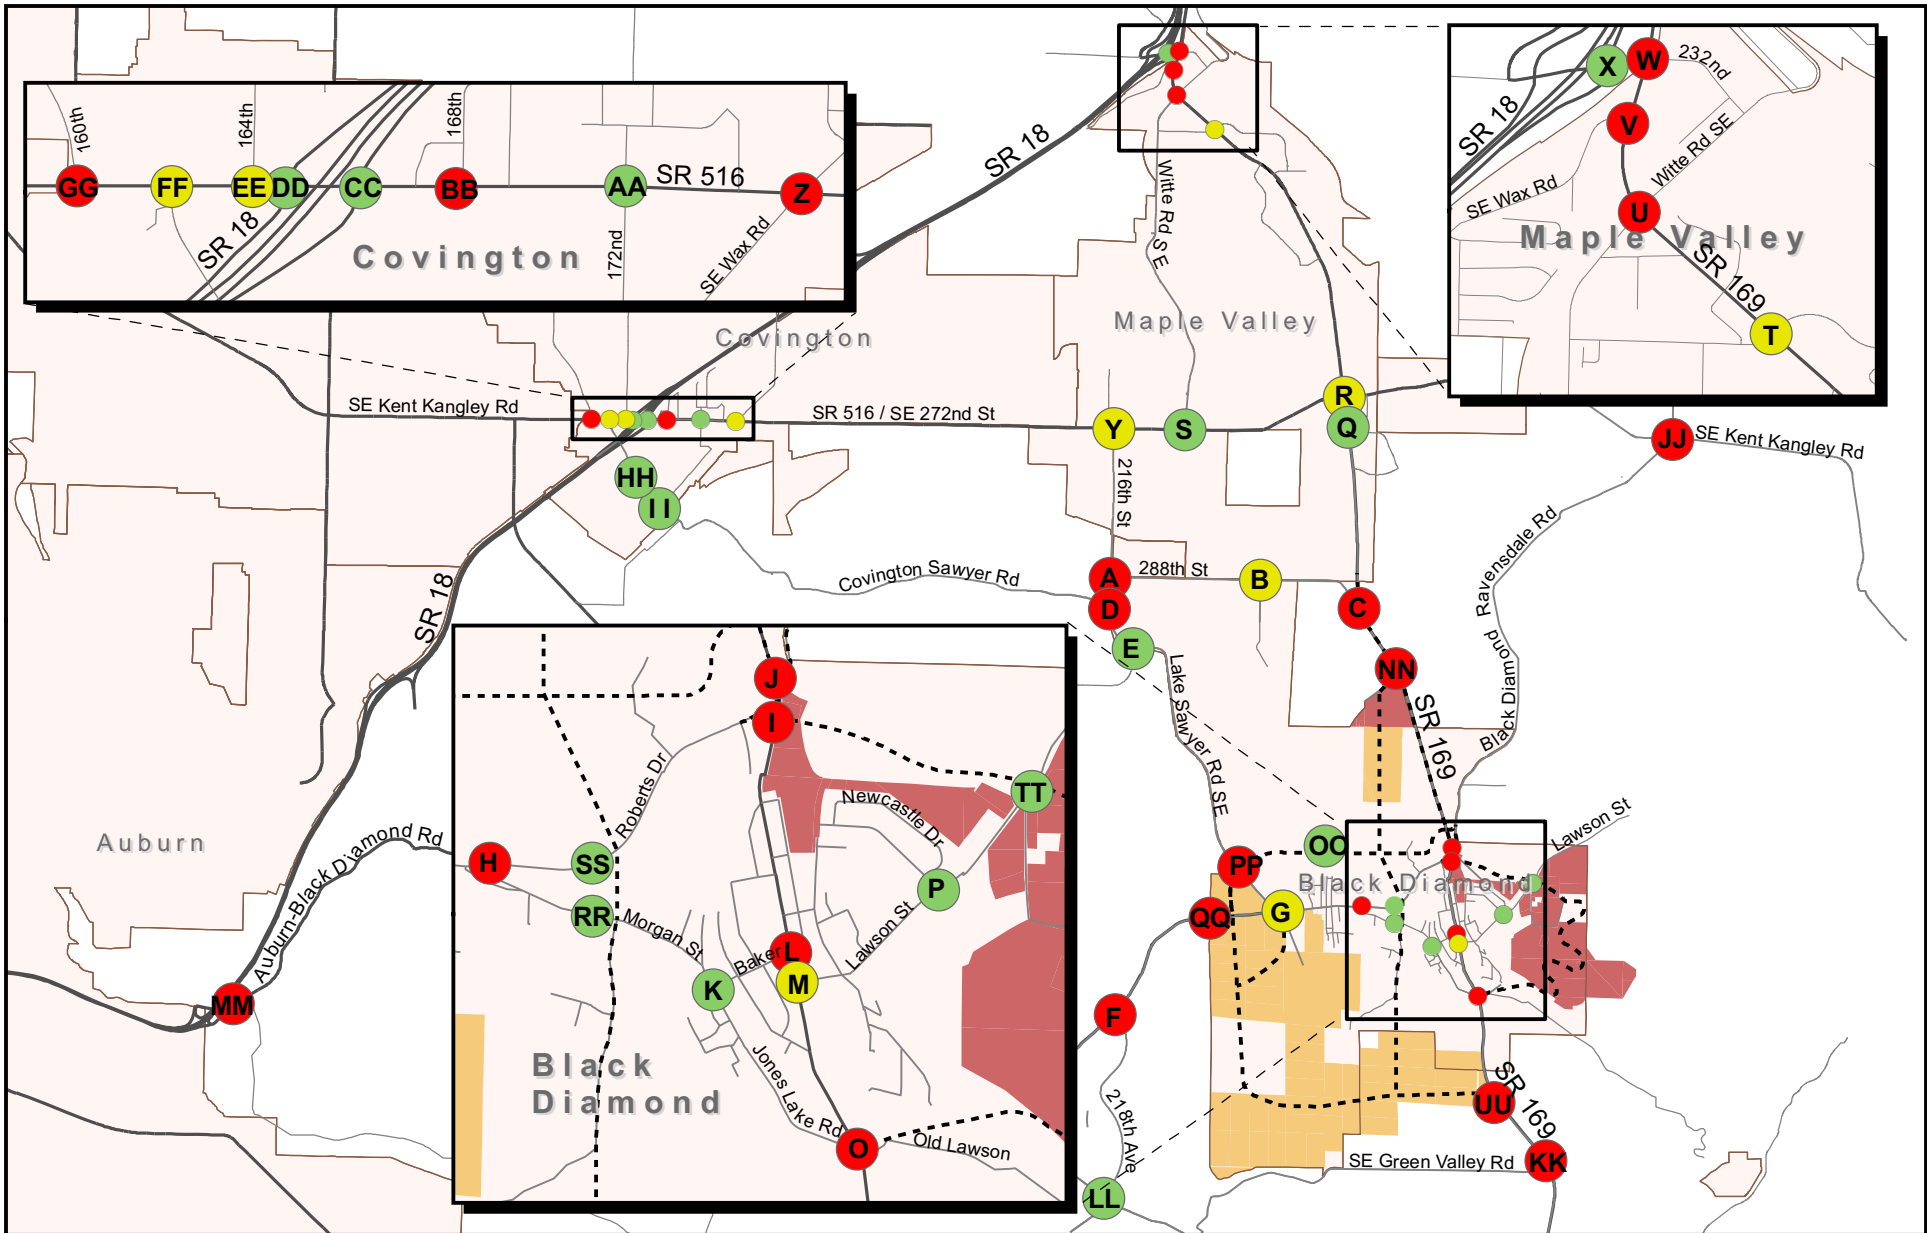 160th
164th
168th
GG
FF
EE
DD
CC
BB
AA
SR 516
Z
SR 18
Covington
172nd
SE Wax Rd
SR 18
X
W
232nd
SR 18
V
Witte Rd SE
SE Wax Rd
U
Maple Valley
SR 169
T
Witte Rd SE
Maple Valley
Covington
SE Kent Kangley Rd
SR 516 / SE 272nd St
R
Y
S
Q
JJ
SE Kent Kangley Rd
HH
II
216th St
Ravensdale Rd
Black Diamond
A
288th St
B
Covington Sawyer Rd
D
C
E
SR 18
NN
SR 169
Lake Sawyer Rd SE
J
I
Roberts Dr
Newcastle Dr
TT
H
SS
P
RR
Morgan St
Baker
L
Lawson St
K
M
Black
Diamond
Jones Lake Rd
O
Old Lawson
Auburn
Auburn-Black Diamond Rd
MM
Lawson St
OO
PP
Black Diamond
QQ
G
F
218th Ave
UU
SR 169
SE Green Valley Rd
KK
LL